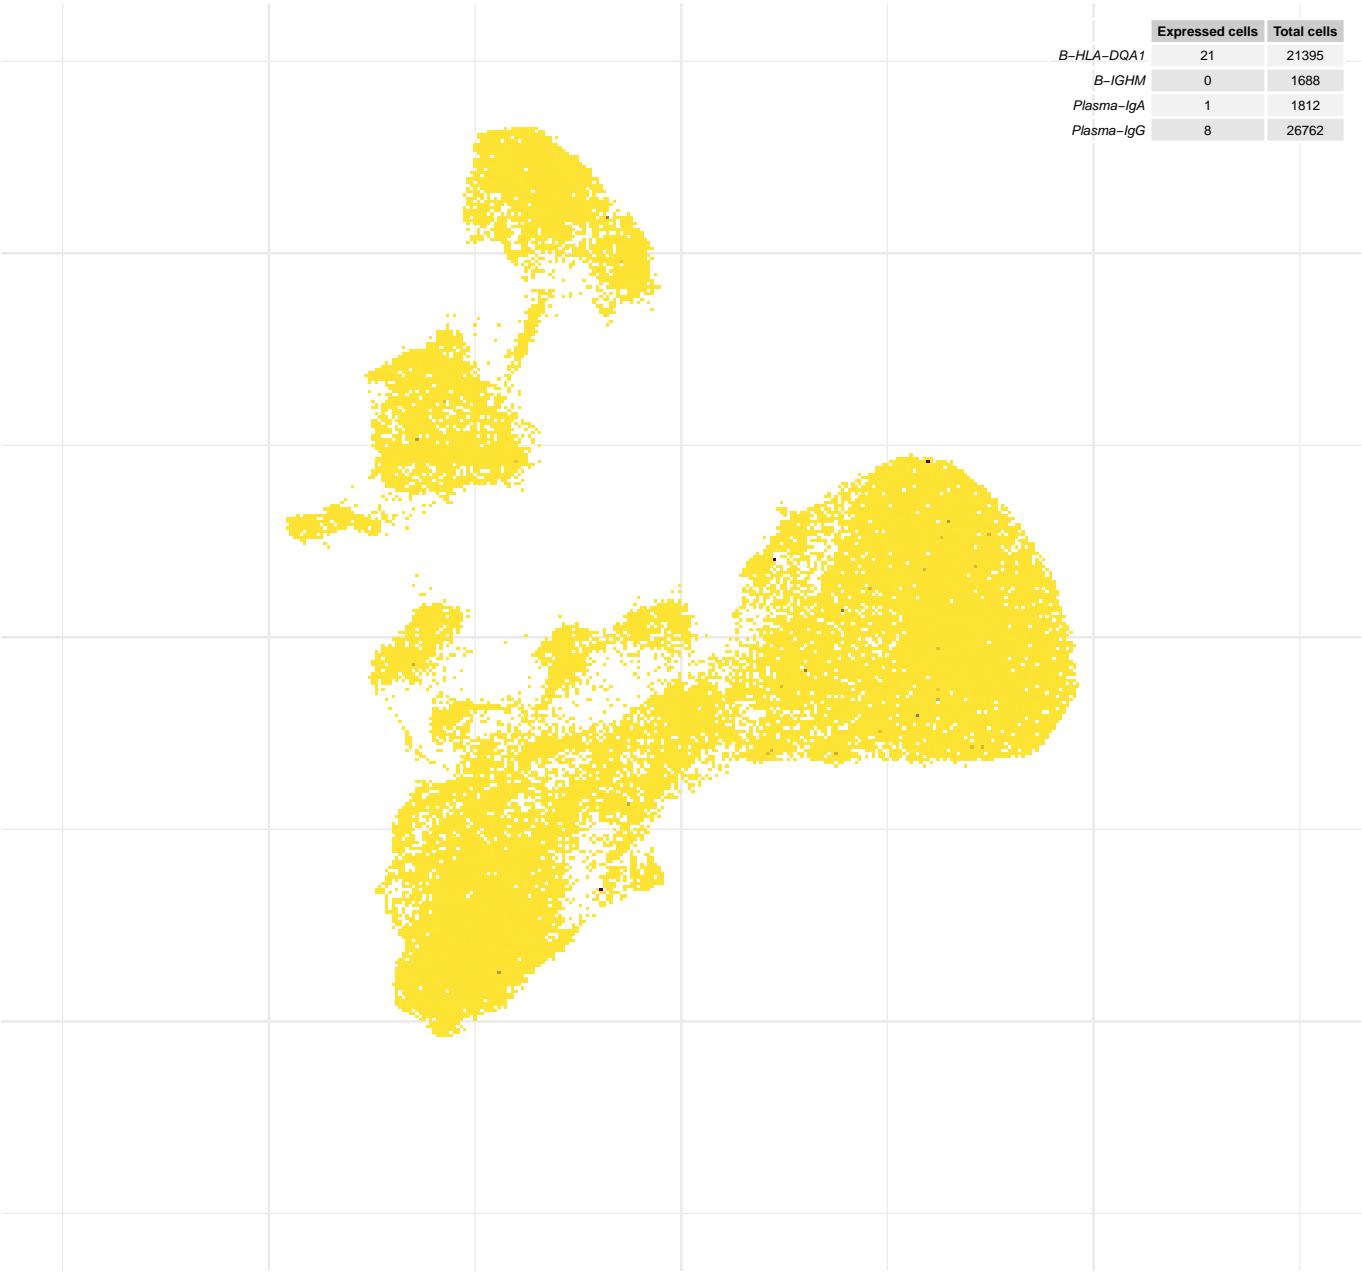 Expressed cells Total cells
B−HLA−DQA1 21 21395
B−IGHM 0 1688
Plasma−IgA 1 1812
Plasma−IgG 8 26762